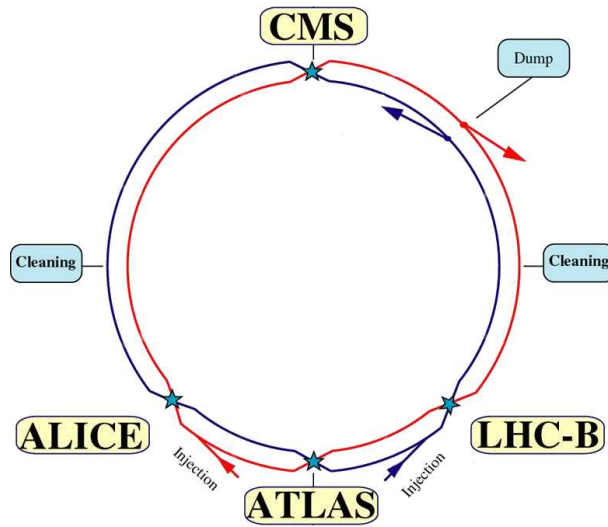 CMS
Dump
Cleaning
Cleaning
ALICE
LHC-B
Injection
Injection
ATLAS